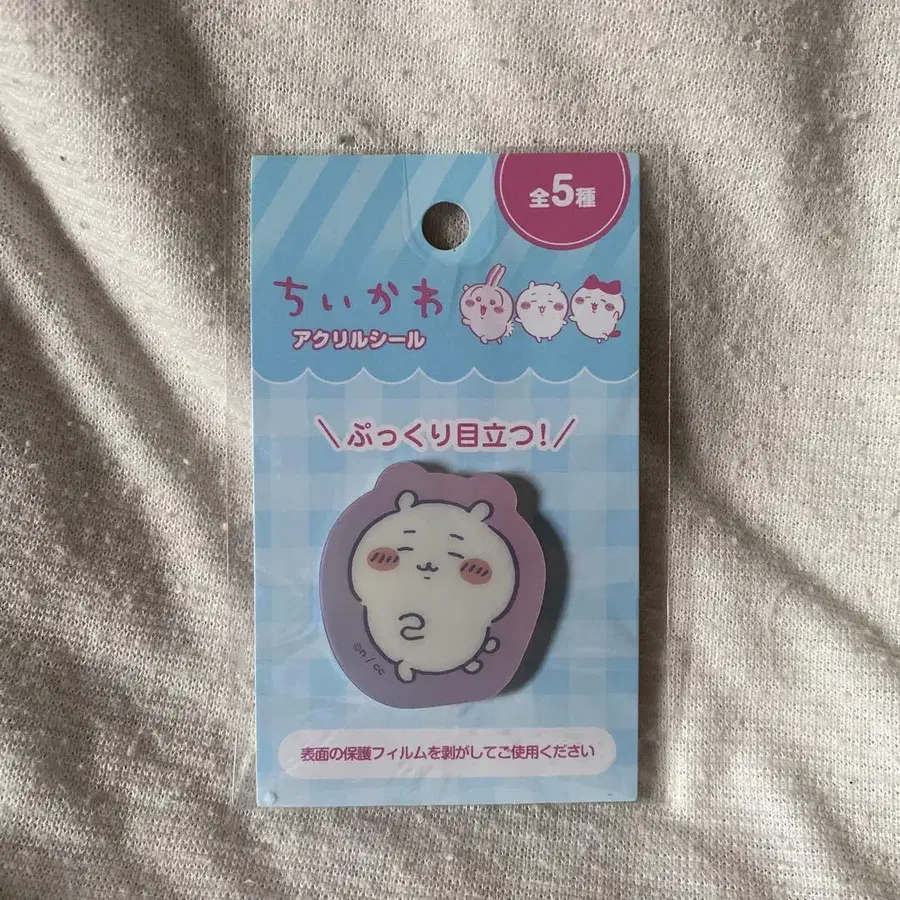 全5種
ちいかわ
アクリルシール
\ぷっくり目立つ!/
©n/cc
表面の保護フィルムを剥がしてご使用ください